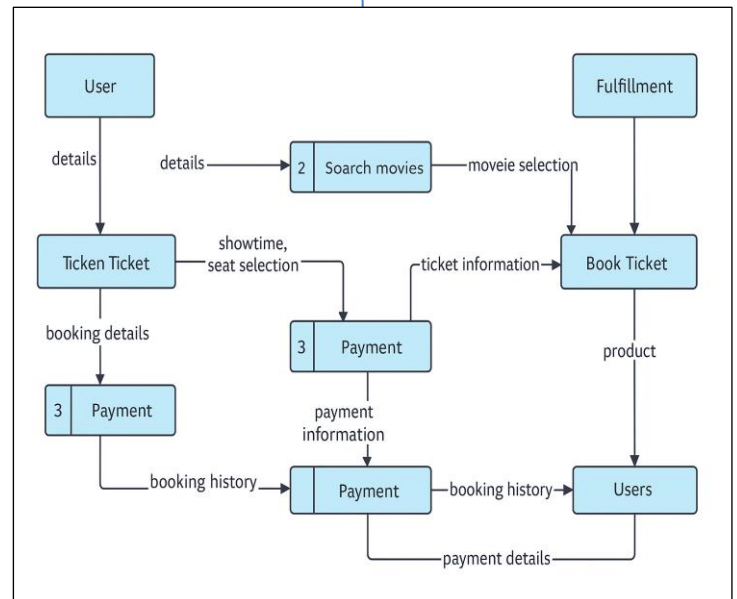 User
Fulfillment
details
details
2 Soarch movies
moveie selection
Ticken Ticket
showtime,
seat selection
ticket information
Book Ticket
booking details
3 Payment
product
3 Payment
payment
information
booking history
Payment
booking history
Users
payment details